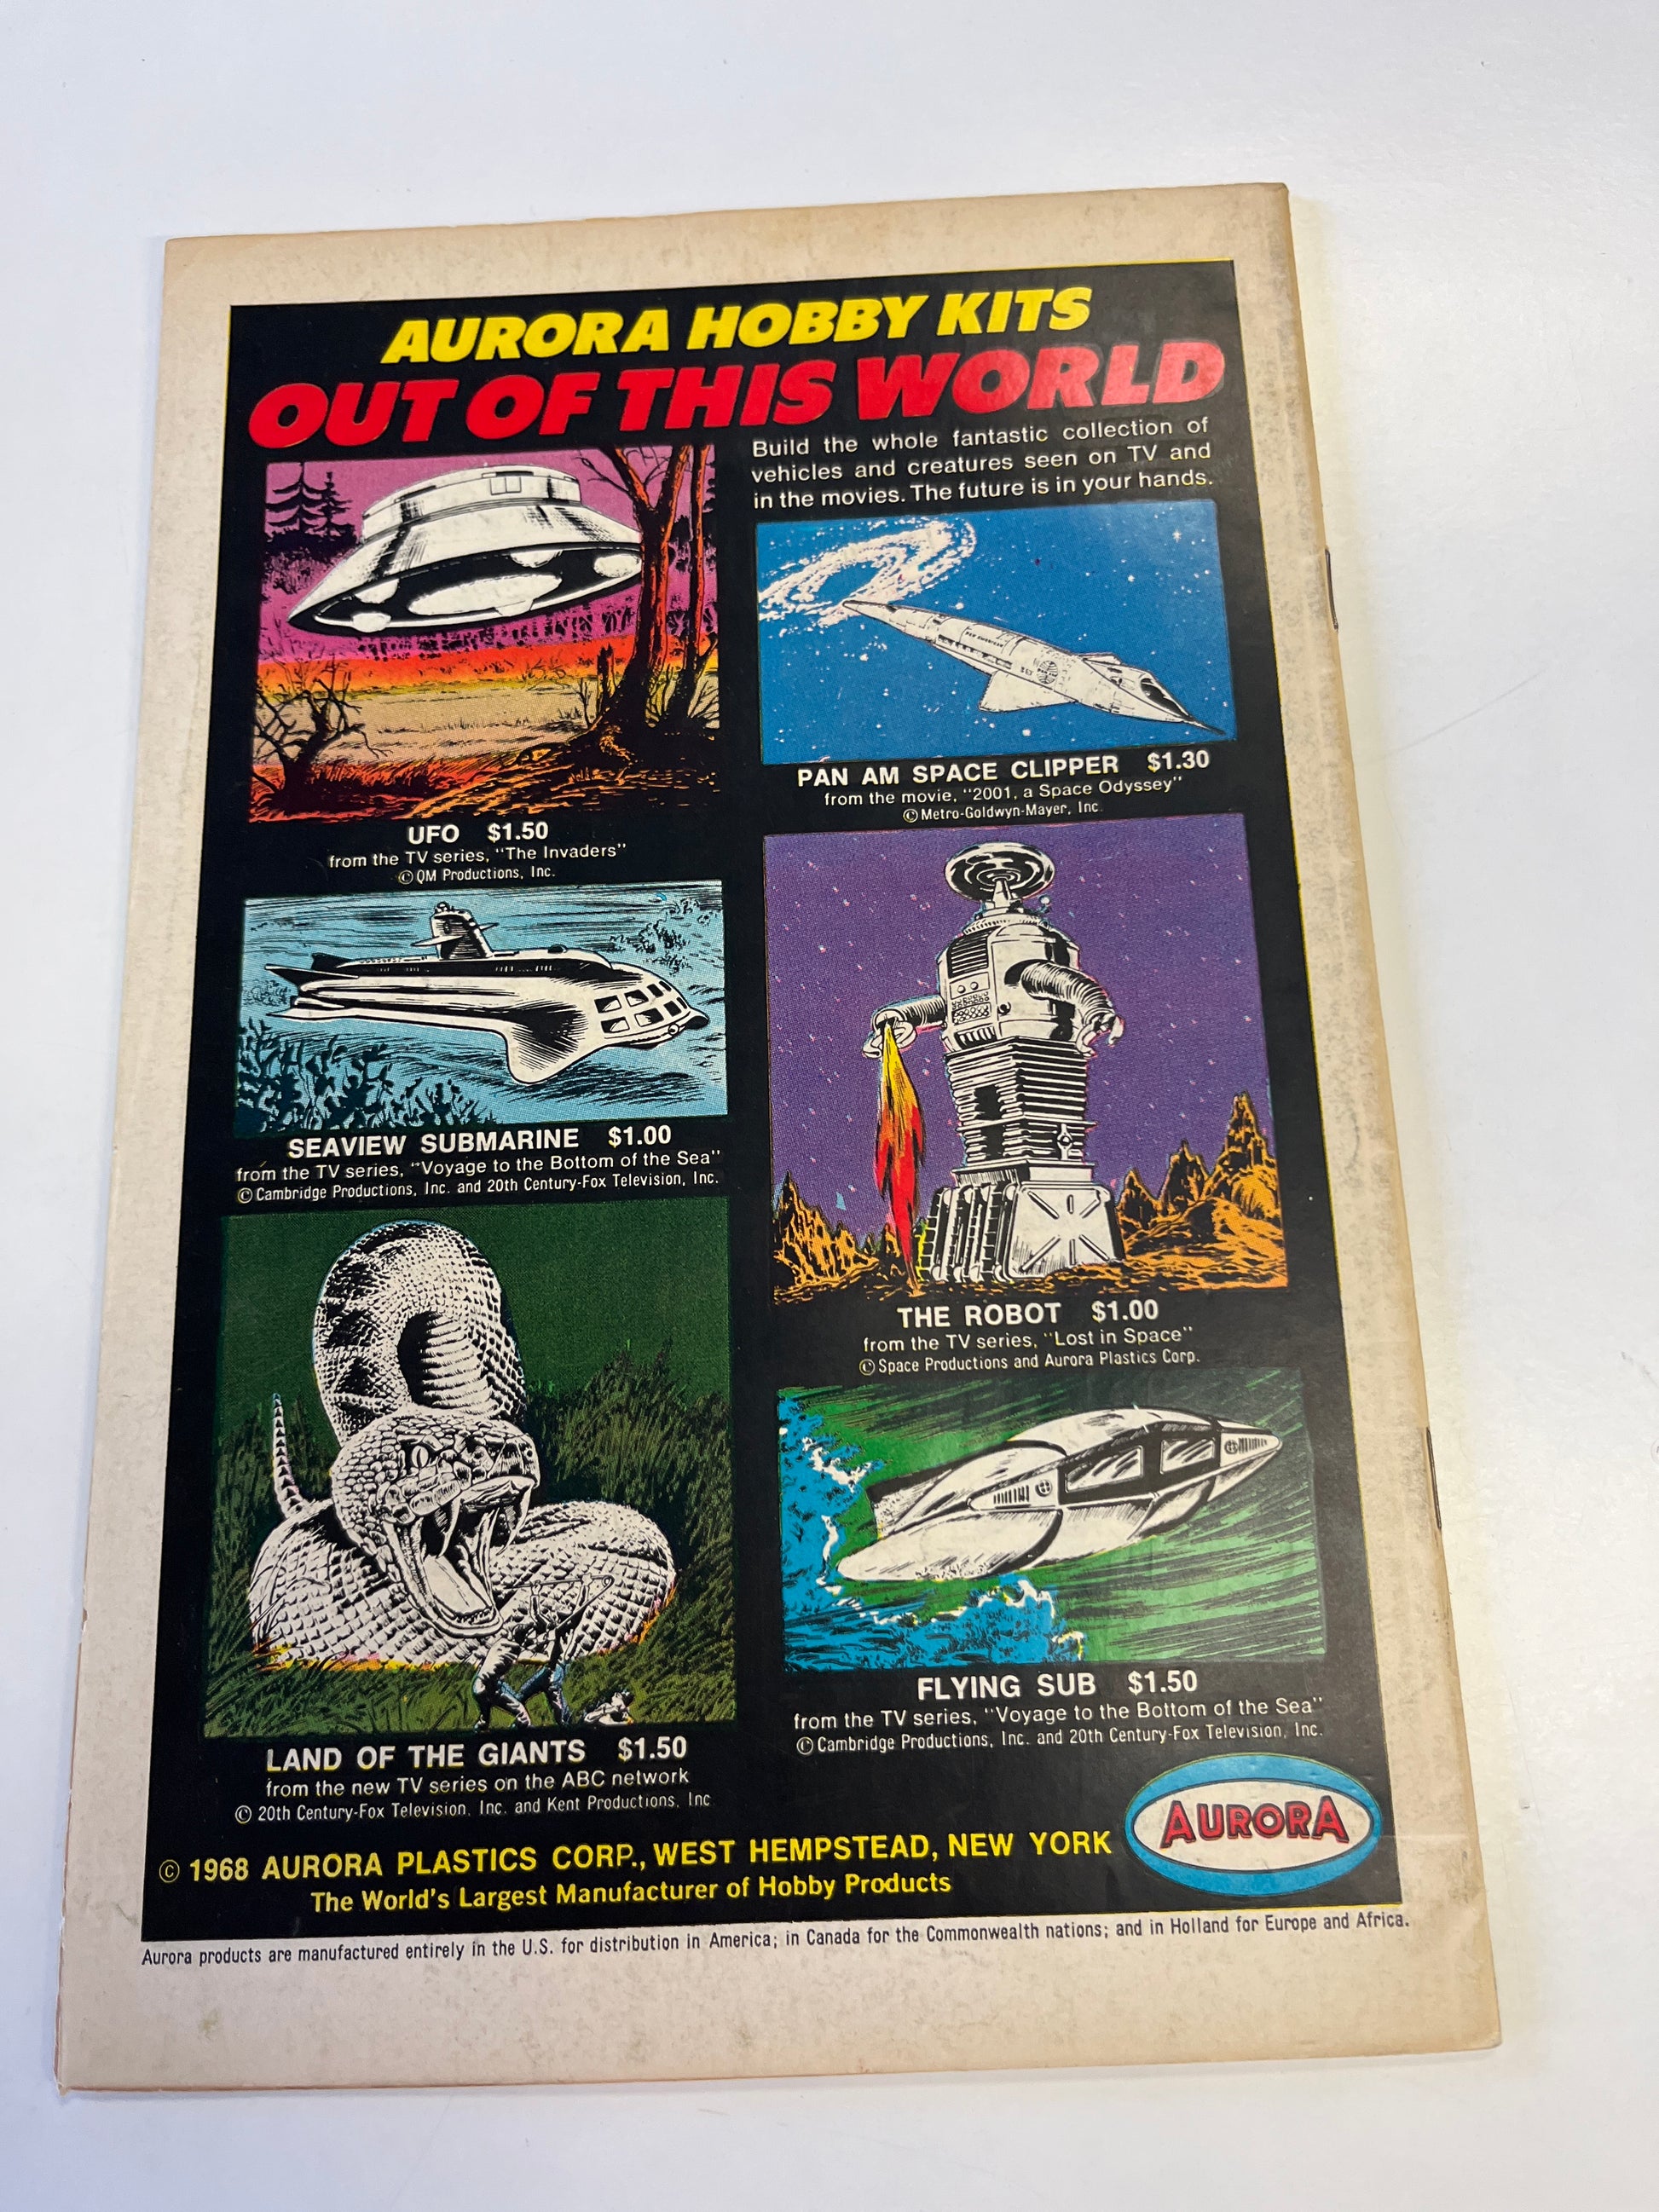 AURORA HOBBY KITS
OUT OF THIS WORLD
Build the whole fantastic collection of
vehicles and creatures seen on TV and
in the movies. The future is in your hands.
UFO $1.50
from the TV series, "The Invaders"
© QM Productions, Inc.
PAN AM SPACE CLIPPER $1.30
from the movie, "2001, a Space Odyssey"
© Metro-Goldwyn-Mayer, Inc.
SEAVIEW SUBMARINE $1.00
from the TV series, "Voyage to the Bottom of the Sea"
© Cambridge Productions, Inc. and 20th Century-Fox Television, Inc.
THE ROBOT $1.00
from the TV series, "Lost in Space"
© Space Productions and Aurora Plastics Corp.
LAND OF THE GIANTS $1.50
from the new TV series on the ABC network
© 20th Century-Fox Television, Inc. and Kent Productions, Inc
FLYING SUB $1.50
from the TV series, "Voyage to the Bottom of the Sea"
© Cambridge Productions, Inc. and 20th Century-Fox Television, Inc.
AURORA
© 1968 AURORA PLASTICS CORP., WEST HEMPSTEAD, NEW YORK
The World's Largest Manufacturer of Hobby Products
Aurora products are manufactured entirely in the U.S. for distribution in America; in Canada for the Commonwealth nations; and in Holland for Europe and Africa.